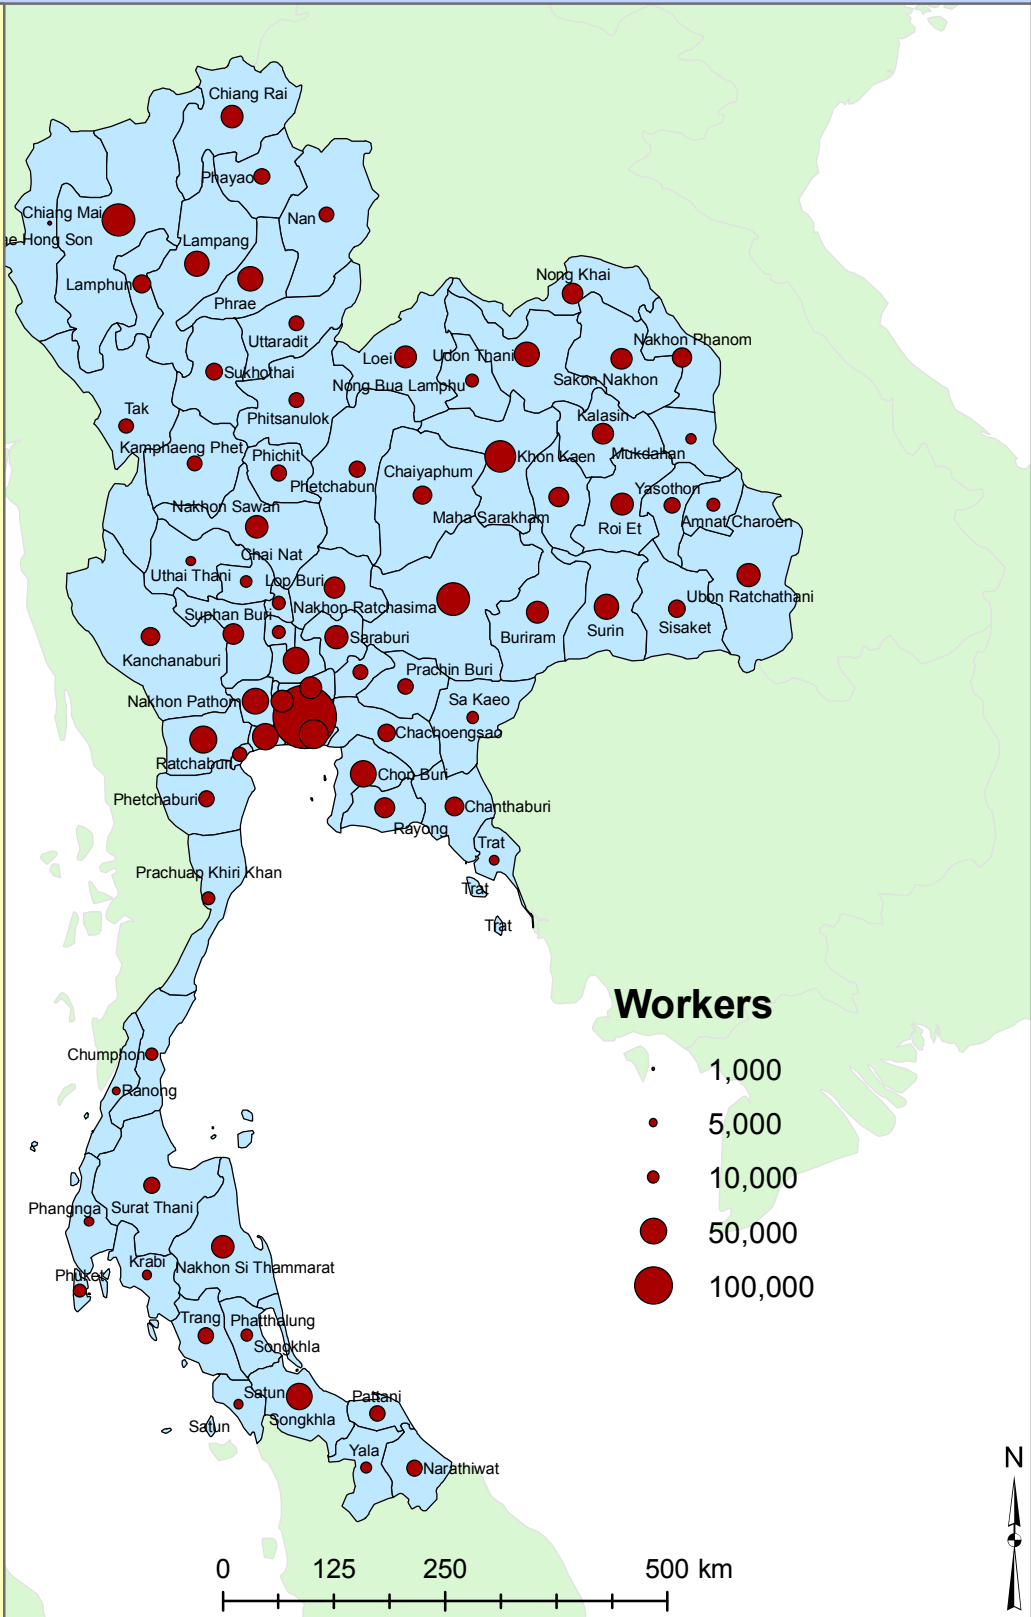 Chiang Rai
Phayao
Nan
Chiang Mai
ae Hong Son
Lampang
Lamphun
Phrae
Uttaradit
Nong Khai
Loei
Udon Thani
Nakhon Phanom
Sukhothai
Nong Bua Lamphu
Sakon Nakhon
Tak
Phitsanulok
Kalasin
Kamphaeng Phet
Phichit
Khon Kaen
Mukdahan
Phetchabun
Chaiyaphum
Yasothon
Nakhon Sawan
Maha Sarakham
Roi Et
Amnat Charoen
Chai Nat
Uthai Thani
Lop Buri
Ubon Ratchathani
Suphan Buri
Nakhon Ratchasima
Kanchanaburi
Saraburi
Buriram
Surin
Sisaket
Prachin Buri
Nakhon Pathom
Sa Kaeo
Chachoengsao
Ratchaburi
Chon Buri
Phetchaburi
Chanthaburi
Rayong
Trat
Prachuap Khiri Khan
Trat
Trat
Workers
1,000
5,000
10,000
50,000
100,000
Chumphon
Ranong
Phangnga
Surat Thani
Krabi
Nakhon Si Thammarat
Phuket
Trang
Phatthalung
Songkhla
Satun
Songkhla
Pattani
Satun
Yala
Narathiwat
N
0 125 250 500 km